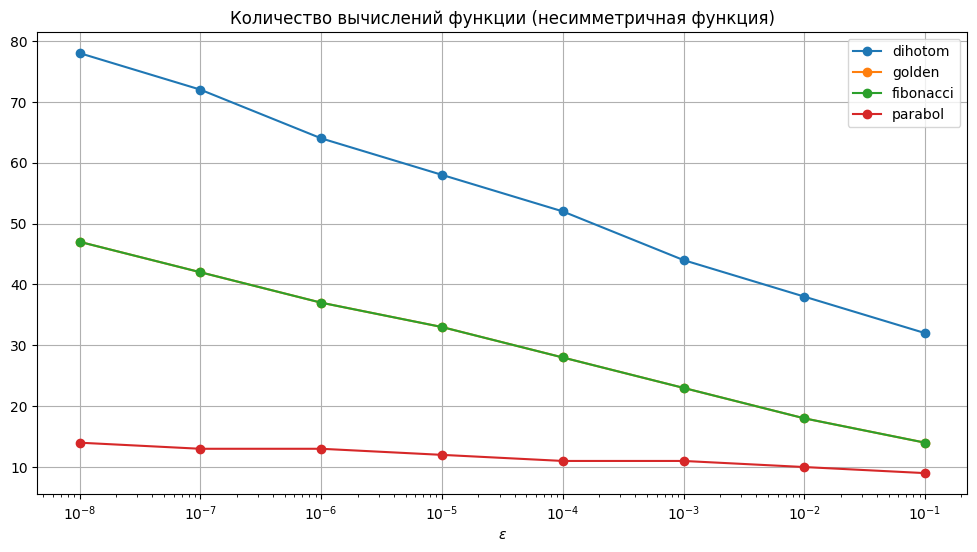 Количество вычислений функции (несимметричная функция)
dihotom
golden
fibonacci
parabol
80
70
60
50
40
30
20
10
10⁻⁸ 10⁻⁷ 10⁻⁶ 10⁻⁵ 10⁻⁴ 10⁻³ 10⁻² 10⁻¹
ε